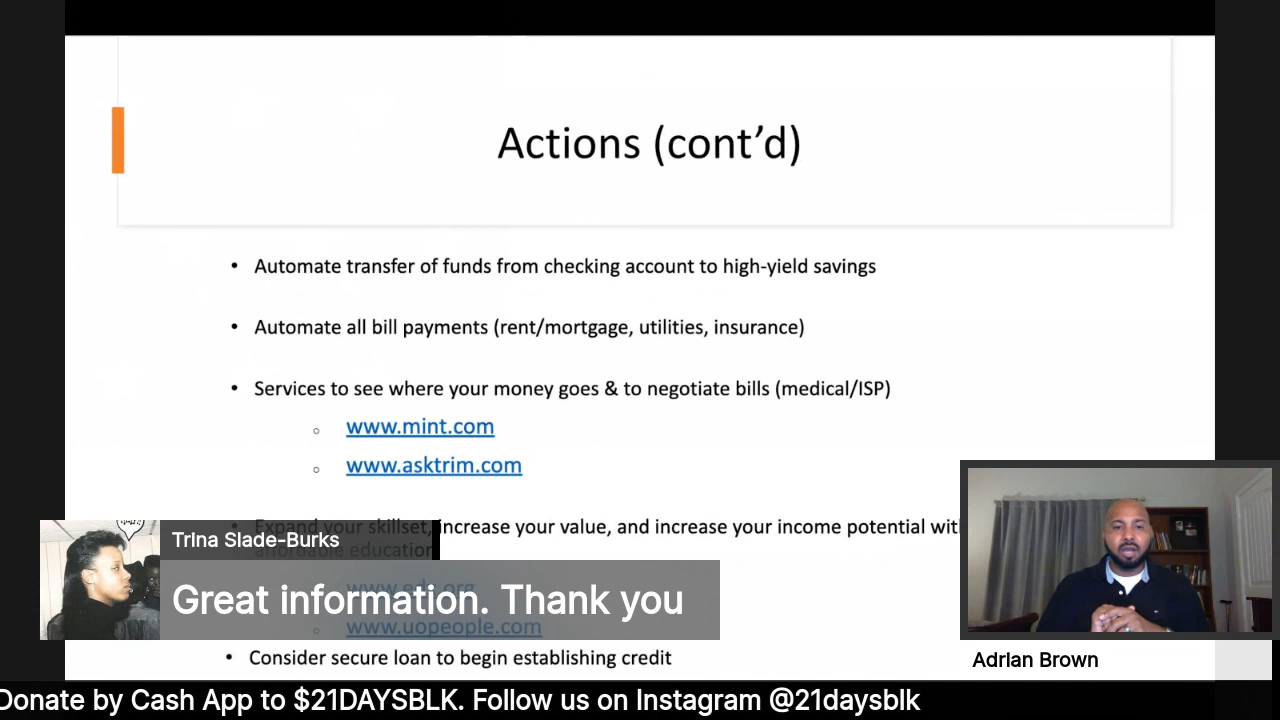 Actions (cont'd)
• Automate transfer of funds from checking account to high-yield savings
• Automate all bill payments (rent/mortgage, utilities, insurance)
• Services to see where your money goes & to negotiate bills (medical/ISP)
○ www.mint.com
○ www.asktrim.com
• Expand your skillset, increase your value, and increase your income potential with
affordable education
www.edx.org
○ www.uopeople.com
• Consider secure loan to begin establishing credit
Trina Slade-Burks
Great information. Thank you
Adrian Brown
Donate by Cash App to $21DAYSBLK. Follow us on Instagram @21daysblk